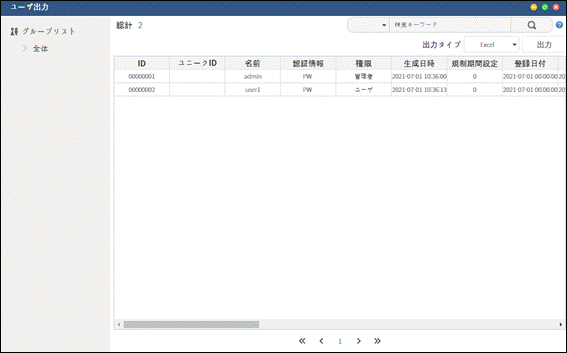 ユーザ出力
グループリスト
全体
総計 2
検索キーワード
出力タイプ Excel 出力
ID ユニークID 名前 認証情報 権限 生成日時 規制期間設定 登録日付
00000001 admin PW 管理者 2021-07-01 10:36:00 0 2021-07-01 00:00:00 20
00000002 user1 PW ユーザ 2021-07-01 10:36:13 0 2021-07-01 00:00:00 20
1